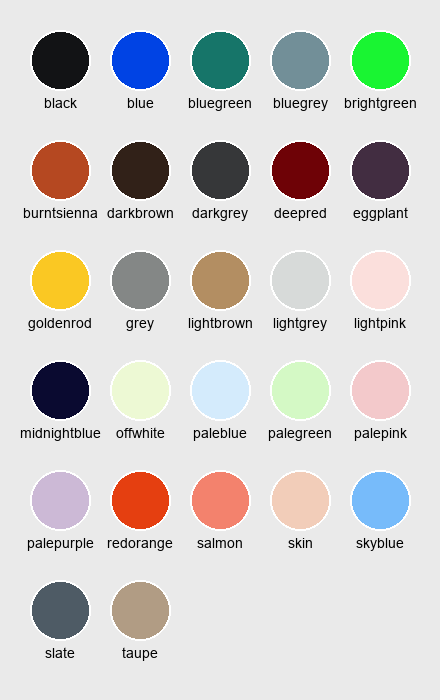 black blue bluegreen bluegrey brightgreen
burntsienna darkbrown darkgrey deepred eggplant
goldenrod grey lightbrown lightgrey lightpink
midnightblue offwhite paleblue palegreen palepink
palepurple redorange salmon skin skyblue
slate taupe